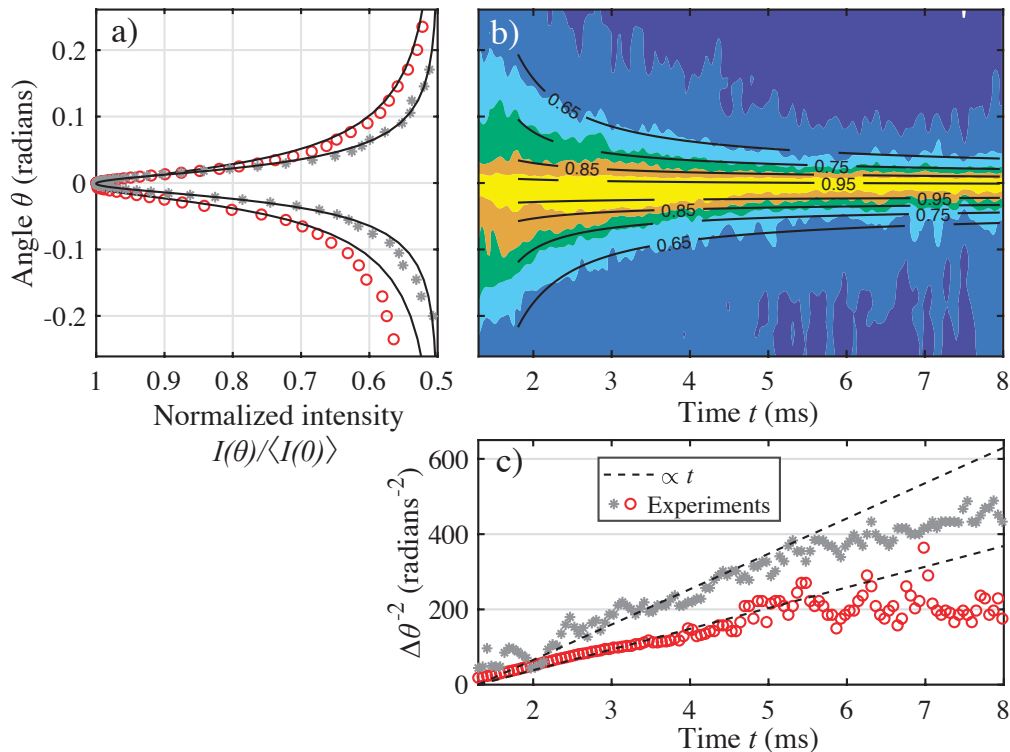 a)
0.2
0.1
0
-0.1
-0.2
Angle θ (radians)
1 0.9 0.8 0.7 0.6 0.5
Normalized intensity
I(θ)/⟨I(0)⟩
b)
0.65
0.75
0.85
0.95
0.95
0.85
0.75
0.65
2 3 4 5 6 7 8
Time t (ms)
c)
600
400
200
0
Δθ⁻² (radians⁻²)
∝ t
Experiments
2 3 4 5 6 7 8
Time t (ms)